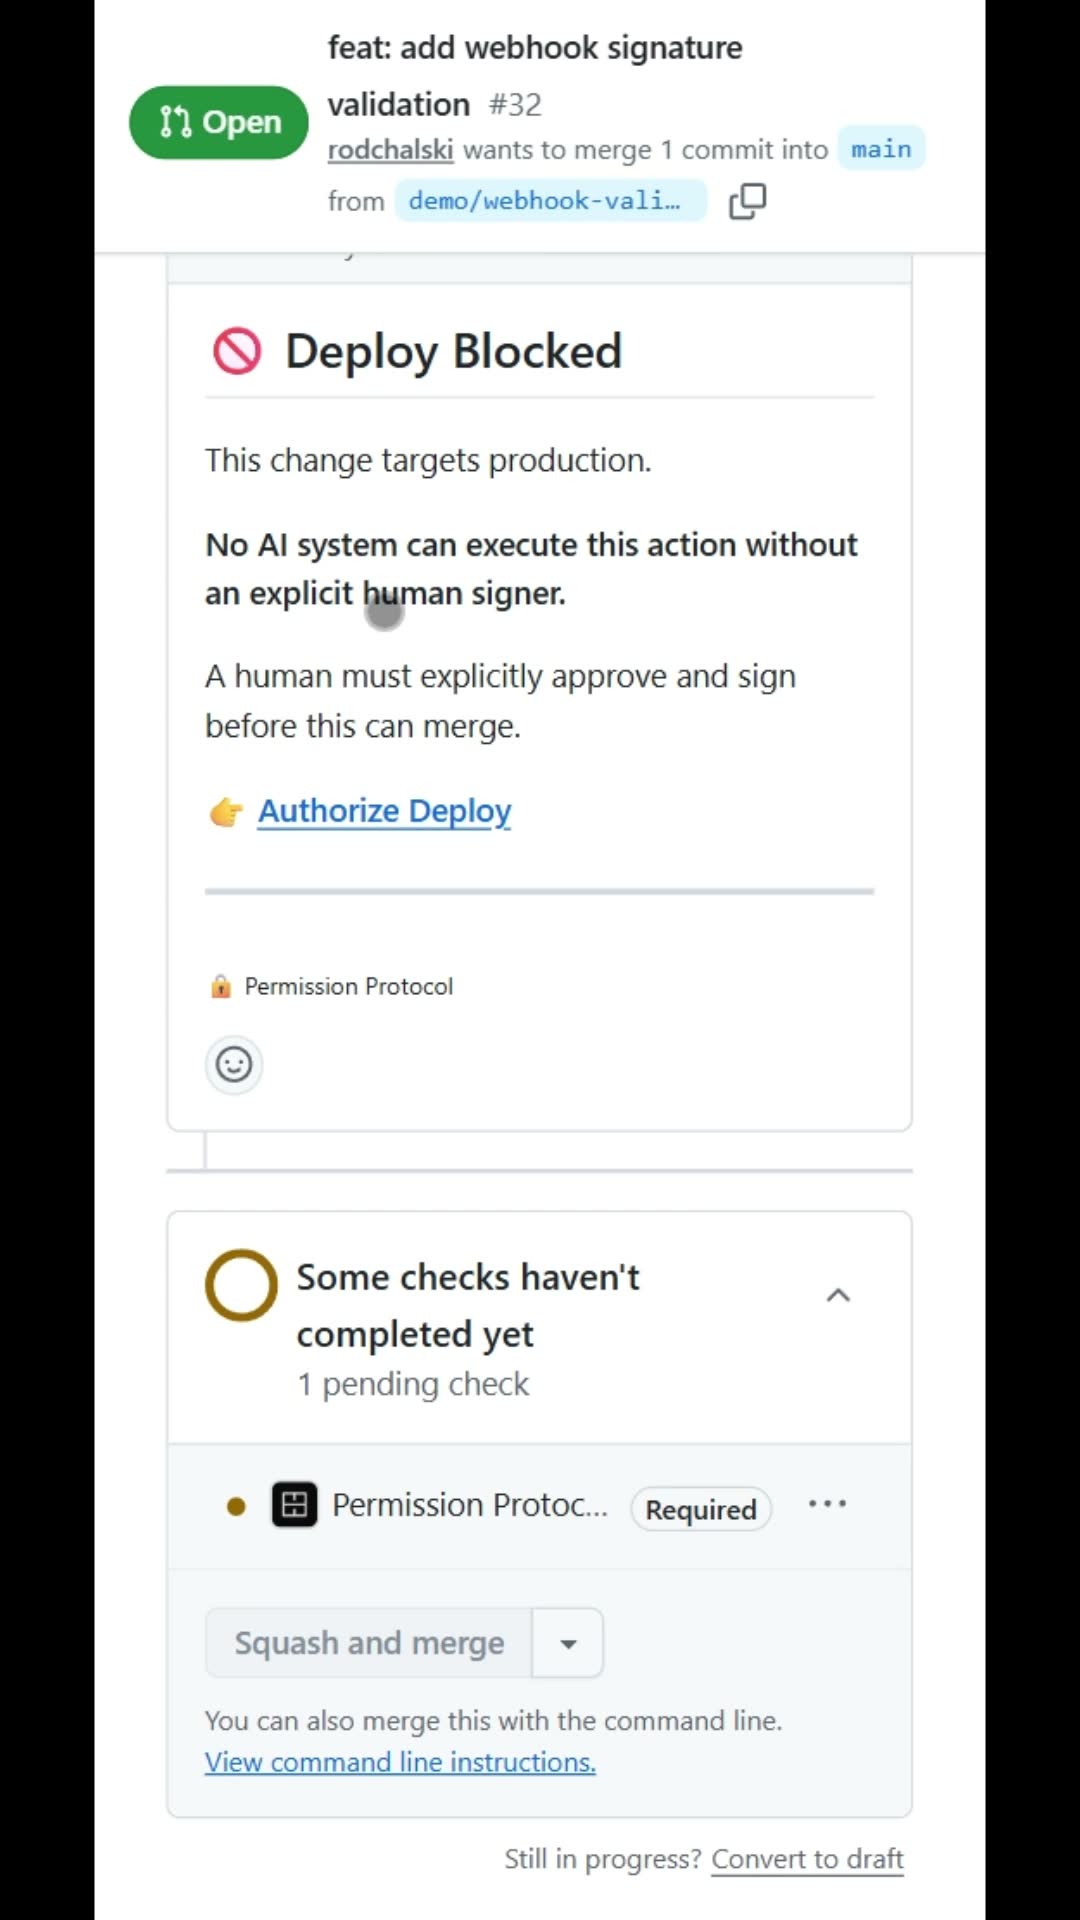 feat: add webhook signature
validation #32
Open
rodchalski wants to merge 1 commit into main
from demo/webhook-vali...
Deploy Blocked
This change targets production.
No AI system can execute this action without
an explicit human signer.
A human must explicitly approve and sign
before this can merge.
Authorize Deploy
Permission Protocol
Some checks haven't
completed yet
1 pending check
Permission Protoc... Required
Squash and merge
You can also merge this with the command line.
View command line instructions.
Still in progress? Convert to draft